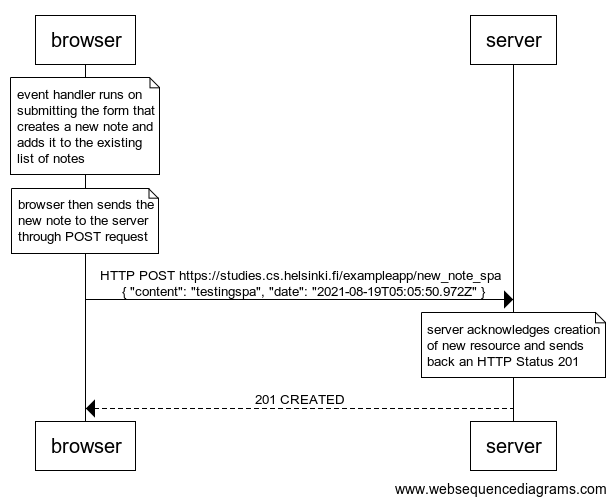 browser
server
event handler runs on
submitting the form that
creates a new note and
adds it to the existing
list of notes
browser then sends the
new note to the server
through POST request
HTTP POST https://studies.cs.helsinki.fi/exampleapp/new_note_spa
{ "content": "testingspa", "date": "2021-08-19T05:05:50.972Z" }
server acknowledges creation
of new resource and sends
back an HTTP Status 201
201 CREATED
browser
server
www.websequencediagrams.com